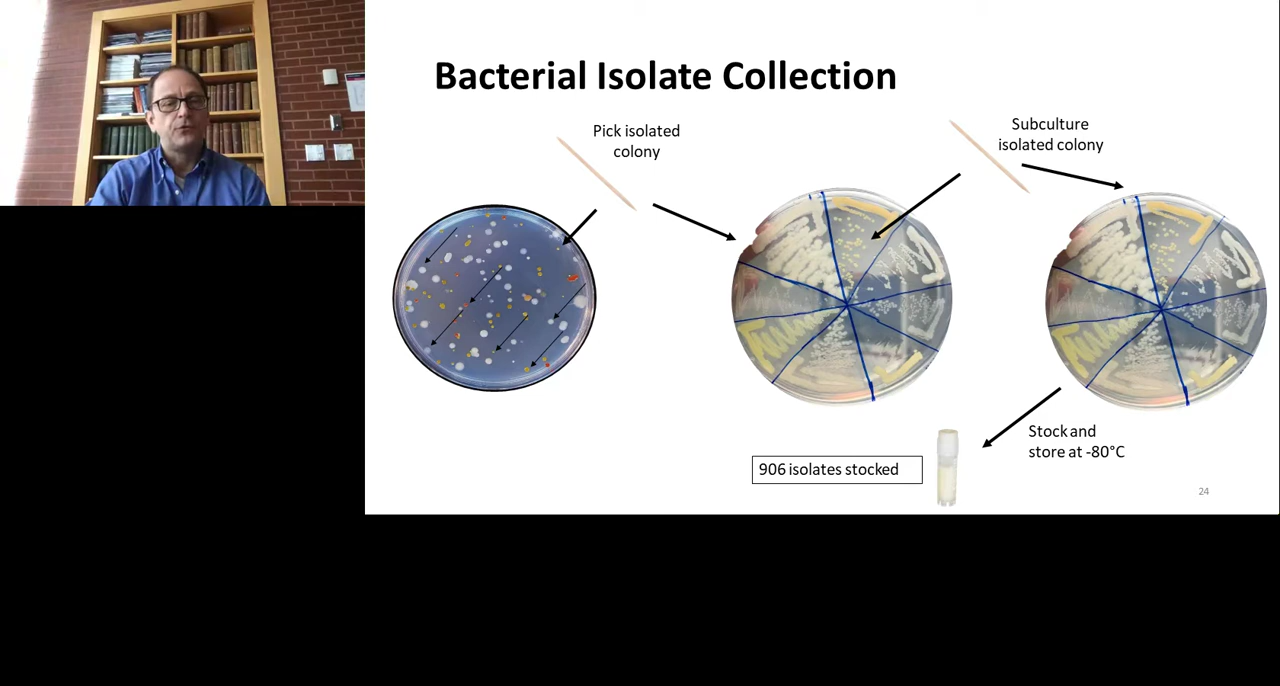 Bacterial Isolate Collection
Pick isolated
colony
Subculture
isolated colony
Stock and
store at -80°C
906 isolates stocked
24